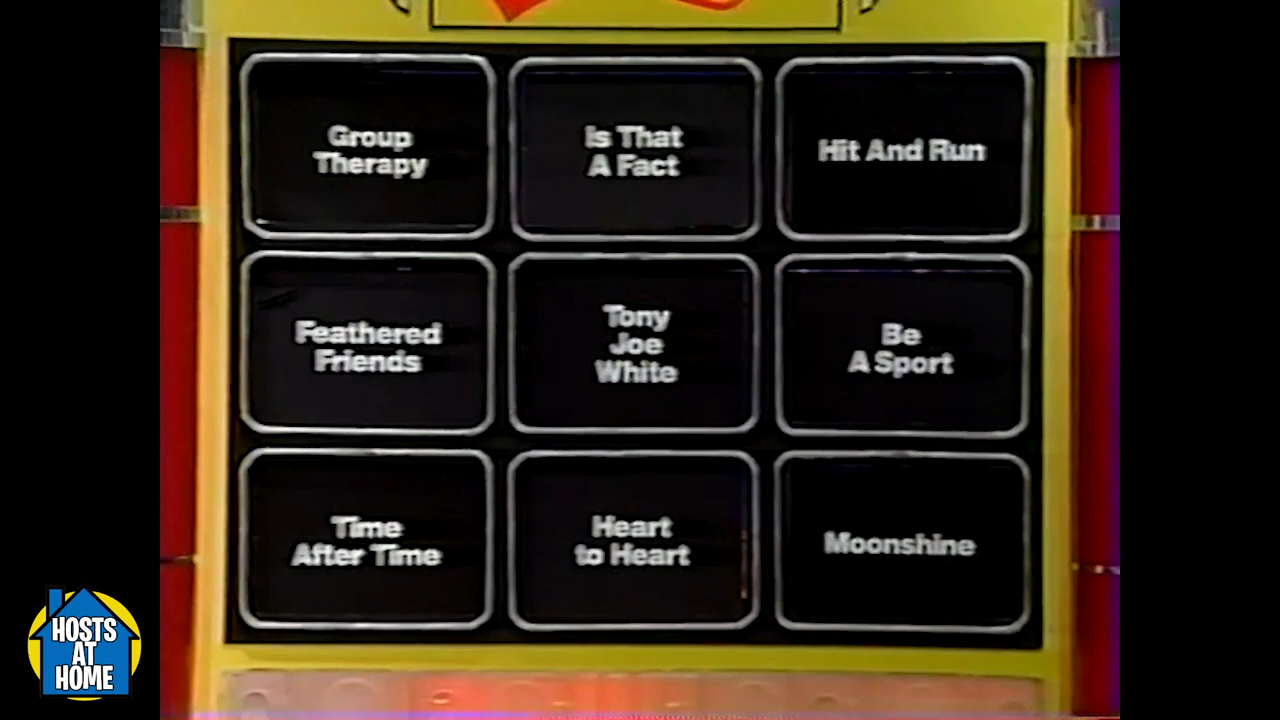 Group
Therapy
Is That
A Fact
Hit And Run
Feathered
Friends
Tony
Joe
White
Be
A Sport
Time
After Time
Heart
to Heart
Moonshine
HOSTS
AT
HOME